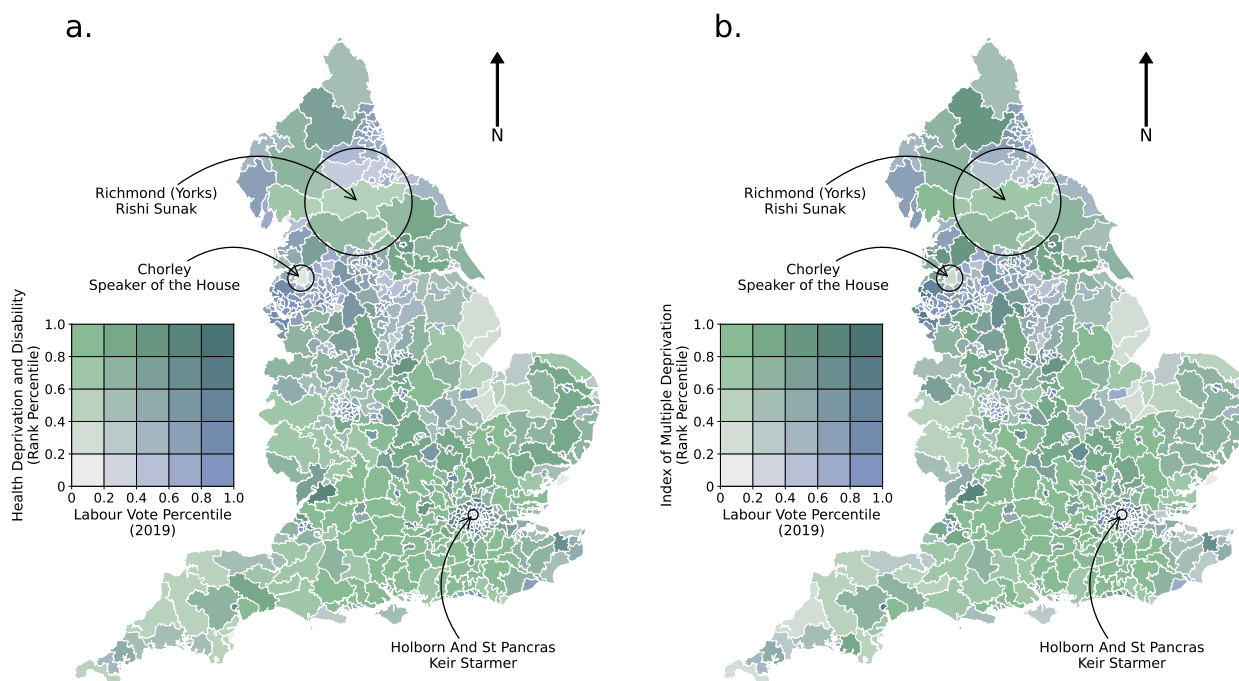 a.
N
Richmond (Yorks)
Rishi Sunak
Chorley
Speaker of the House
Health Deprivation and Disability
(Rank Percentile)
1.0
0.8
0.6
0.4
0.2
0
0 0.2 0.4 0.6 0.8 1.0
Labour Vote Percentile
(2019)
Holborn And St Pancras
Keir Starmer
b.
N
Richmond (Yorks)
Rishi Sunak
Chorley
Speaker of the House
Index of Multiple Deprivation
(Rank Percentile)
1.0
0.8
0.6
0.4
0.2
0
0 0.2 0.4 0.6 0.8 1.0
Labour Vote Percentile
(2019)
Holborn And St Pancras
Keir Starmer